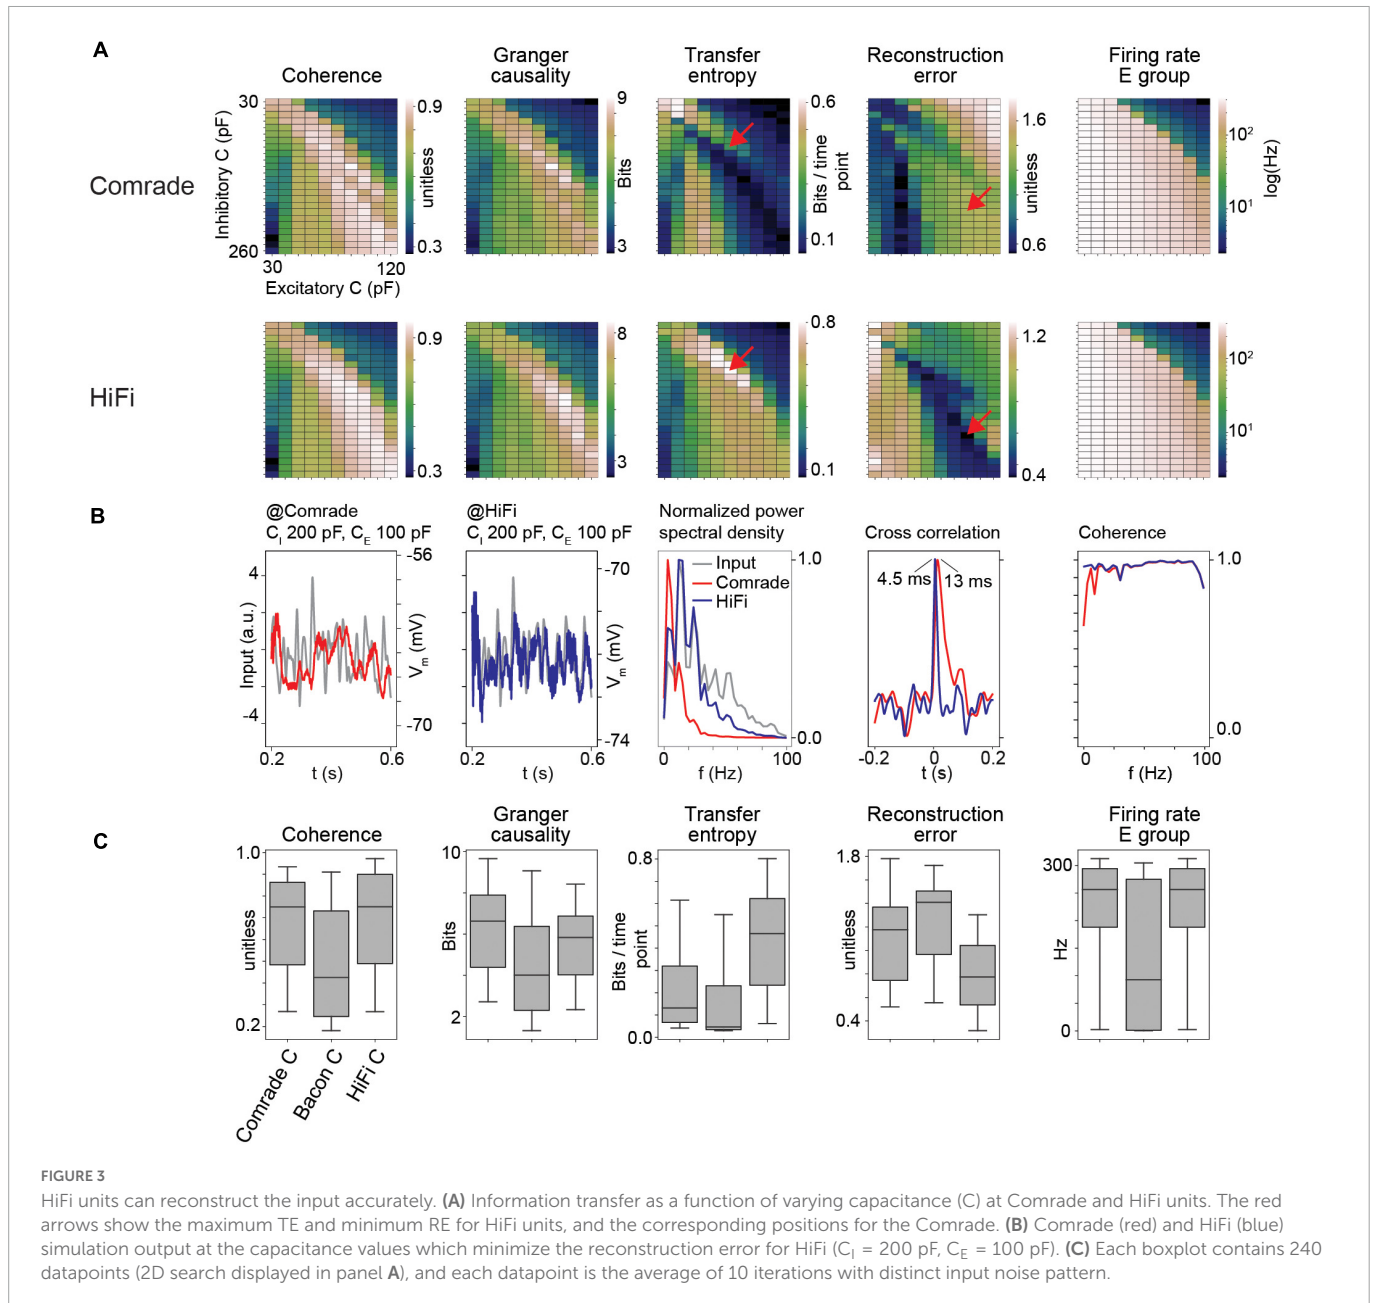 A
Coherence
Granger
causality
Transfer
entropy
Reconstruction
error
Firing rate
E group
Comrade
Inhibitory C (pF)
30
260
30
120
Excitatory C (pF)
0.9
unitless
0.3
9
Bits
3
0.6
Bits / time
point
0.1
1.6
unitless
0.6
10²
log(Hz)
10¹
HiFi
0.9
0.3
8
3
0.8
0.1
1.2
0.4
10²
10¹
B
@Comrade
C_I 200 pF, C_E 100 pF
@HiFi
C_I 200 pF, C_E 100 pF
Normalized power
spectral density
Cross correlation
Coherence
Input (a.u.)
4
-4
-56
V_m (mV)
-70
0.2
0.6
t (s)
-70
V_m (mV)
-74
0.2
0.6
t (s)
Input
Comrade
HiFi
1.0
0.0
0
100
f (Hz)
4.5 ms
13 ms
-0.2
0
0.2
t (s)
1.0
0.0
0
100
f (Hz)
C
Coherence
Granger
causality
Transfer
entropy
Reconstruction
error
Firing rate
E group
1.0
unitless
0.2
Comrade C
Bacon C
HiFi C
10
Bits
2
0.8
Bits / time
point
0.0
1.8
unitless
0.4
300
Hz
0
FIGURE 3
HiFi units can reconstruct the input accurately. (A) Information transfer as a function of varying capacitance (C) at Comrade and HiFi units. The red
arrows show the maximum TE and minimum RE for HiFi units, and the corresponding positions for the Comrade. (B) Comrade (red) and HiFi (blue)
simulation output at the capacitance values which minimize the reconstruction error for HiFi (C_I = 200 pF, C_E = 100 pF). (C) Each boxplot contains 240
datapoints (2D search displayed in panel A), and each datapoint is the average of 10 iterations with distinct input noise pattern.